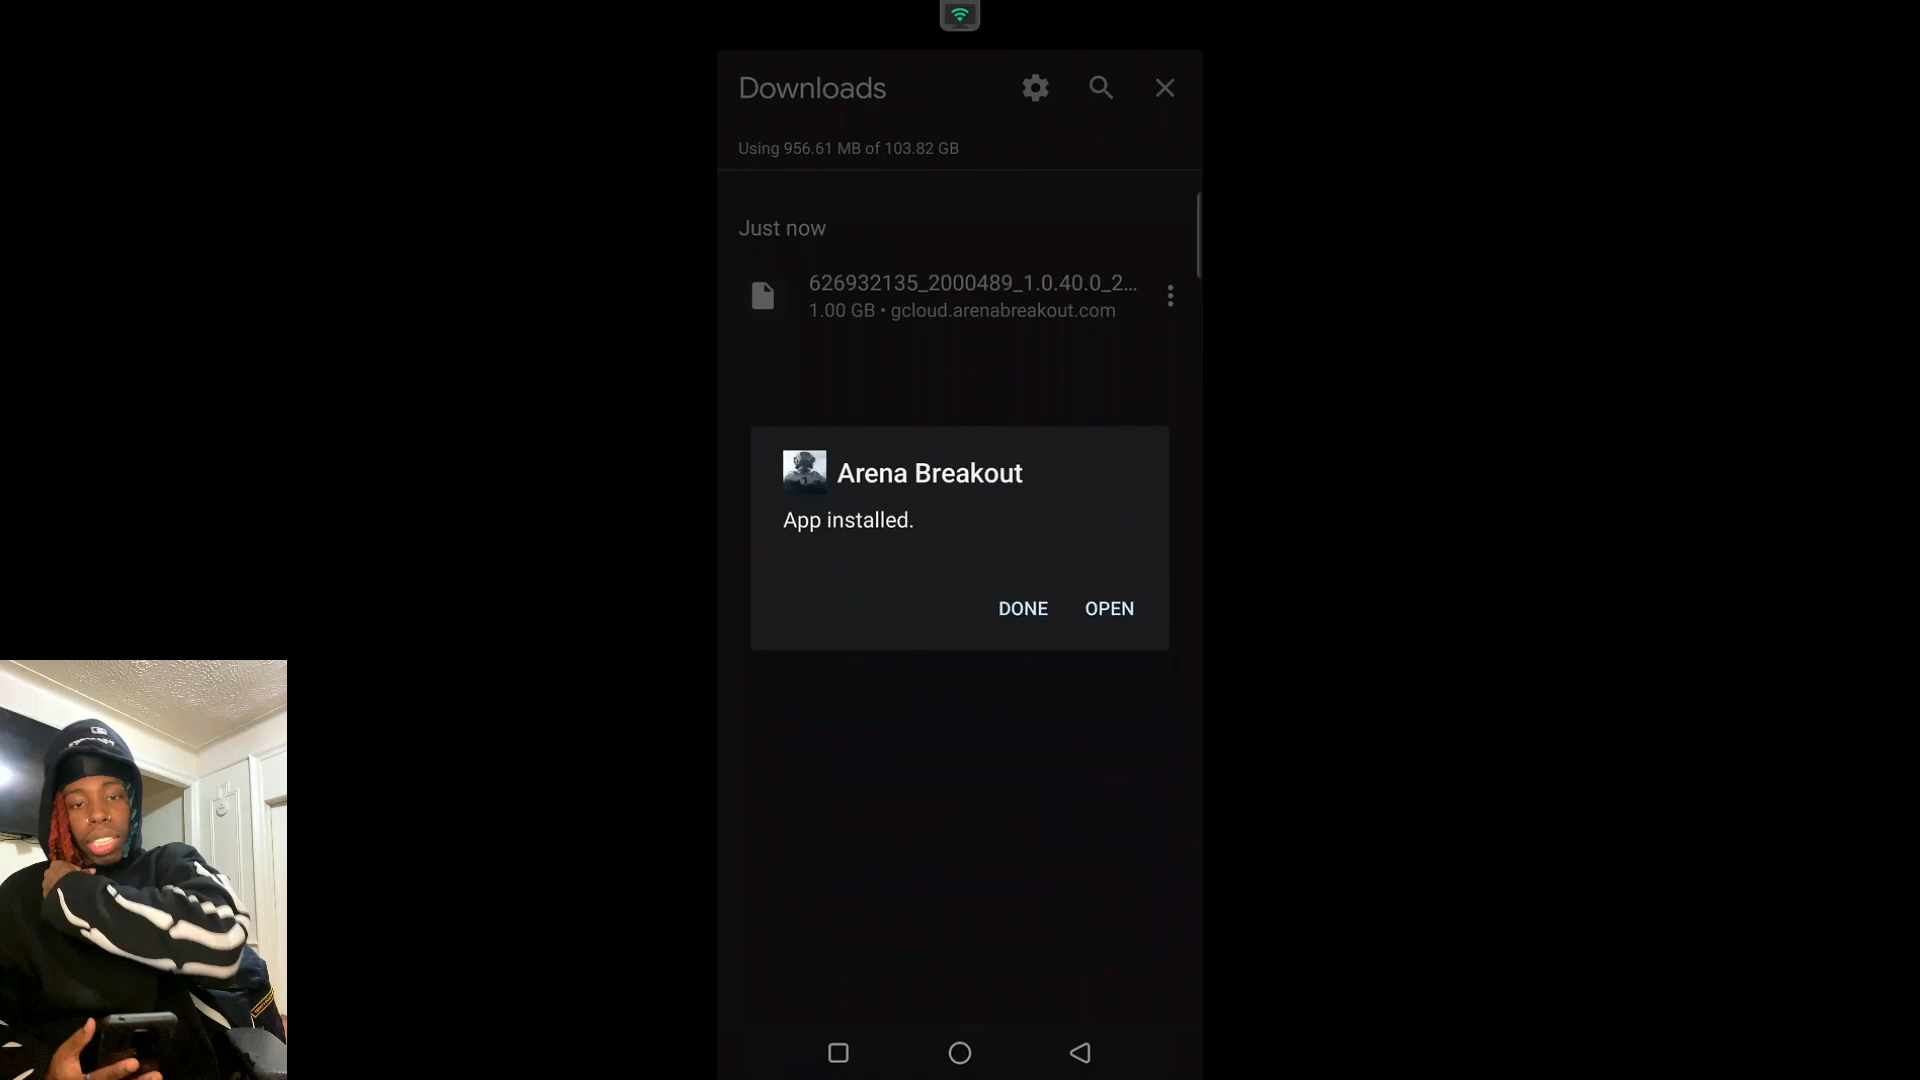 Downloads
Using 956.61 MB of 103.82 GB
Just now
626932135_2000489_1.0.40.0_2...
1.00 GB • gcloud.arenabreakout.com
Arena Breakout
App installed.
DONE OPEN